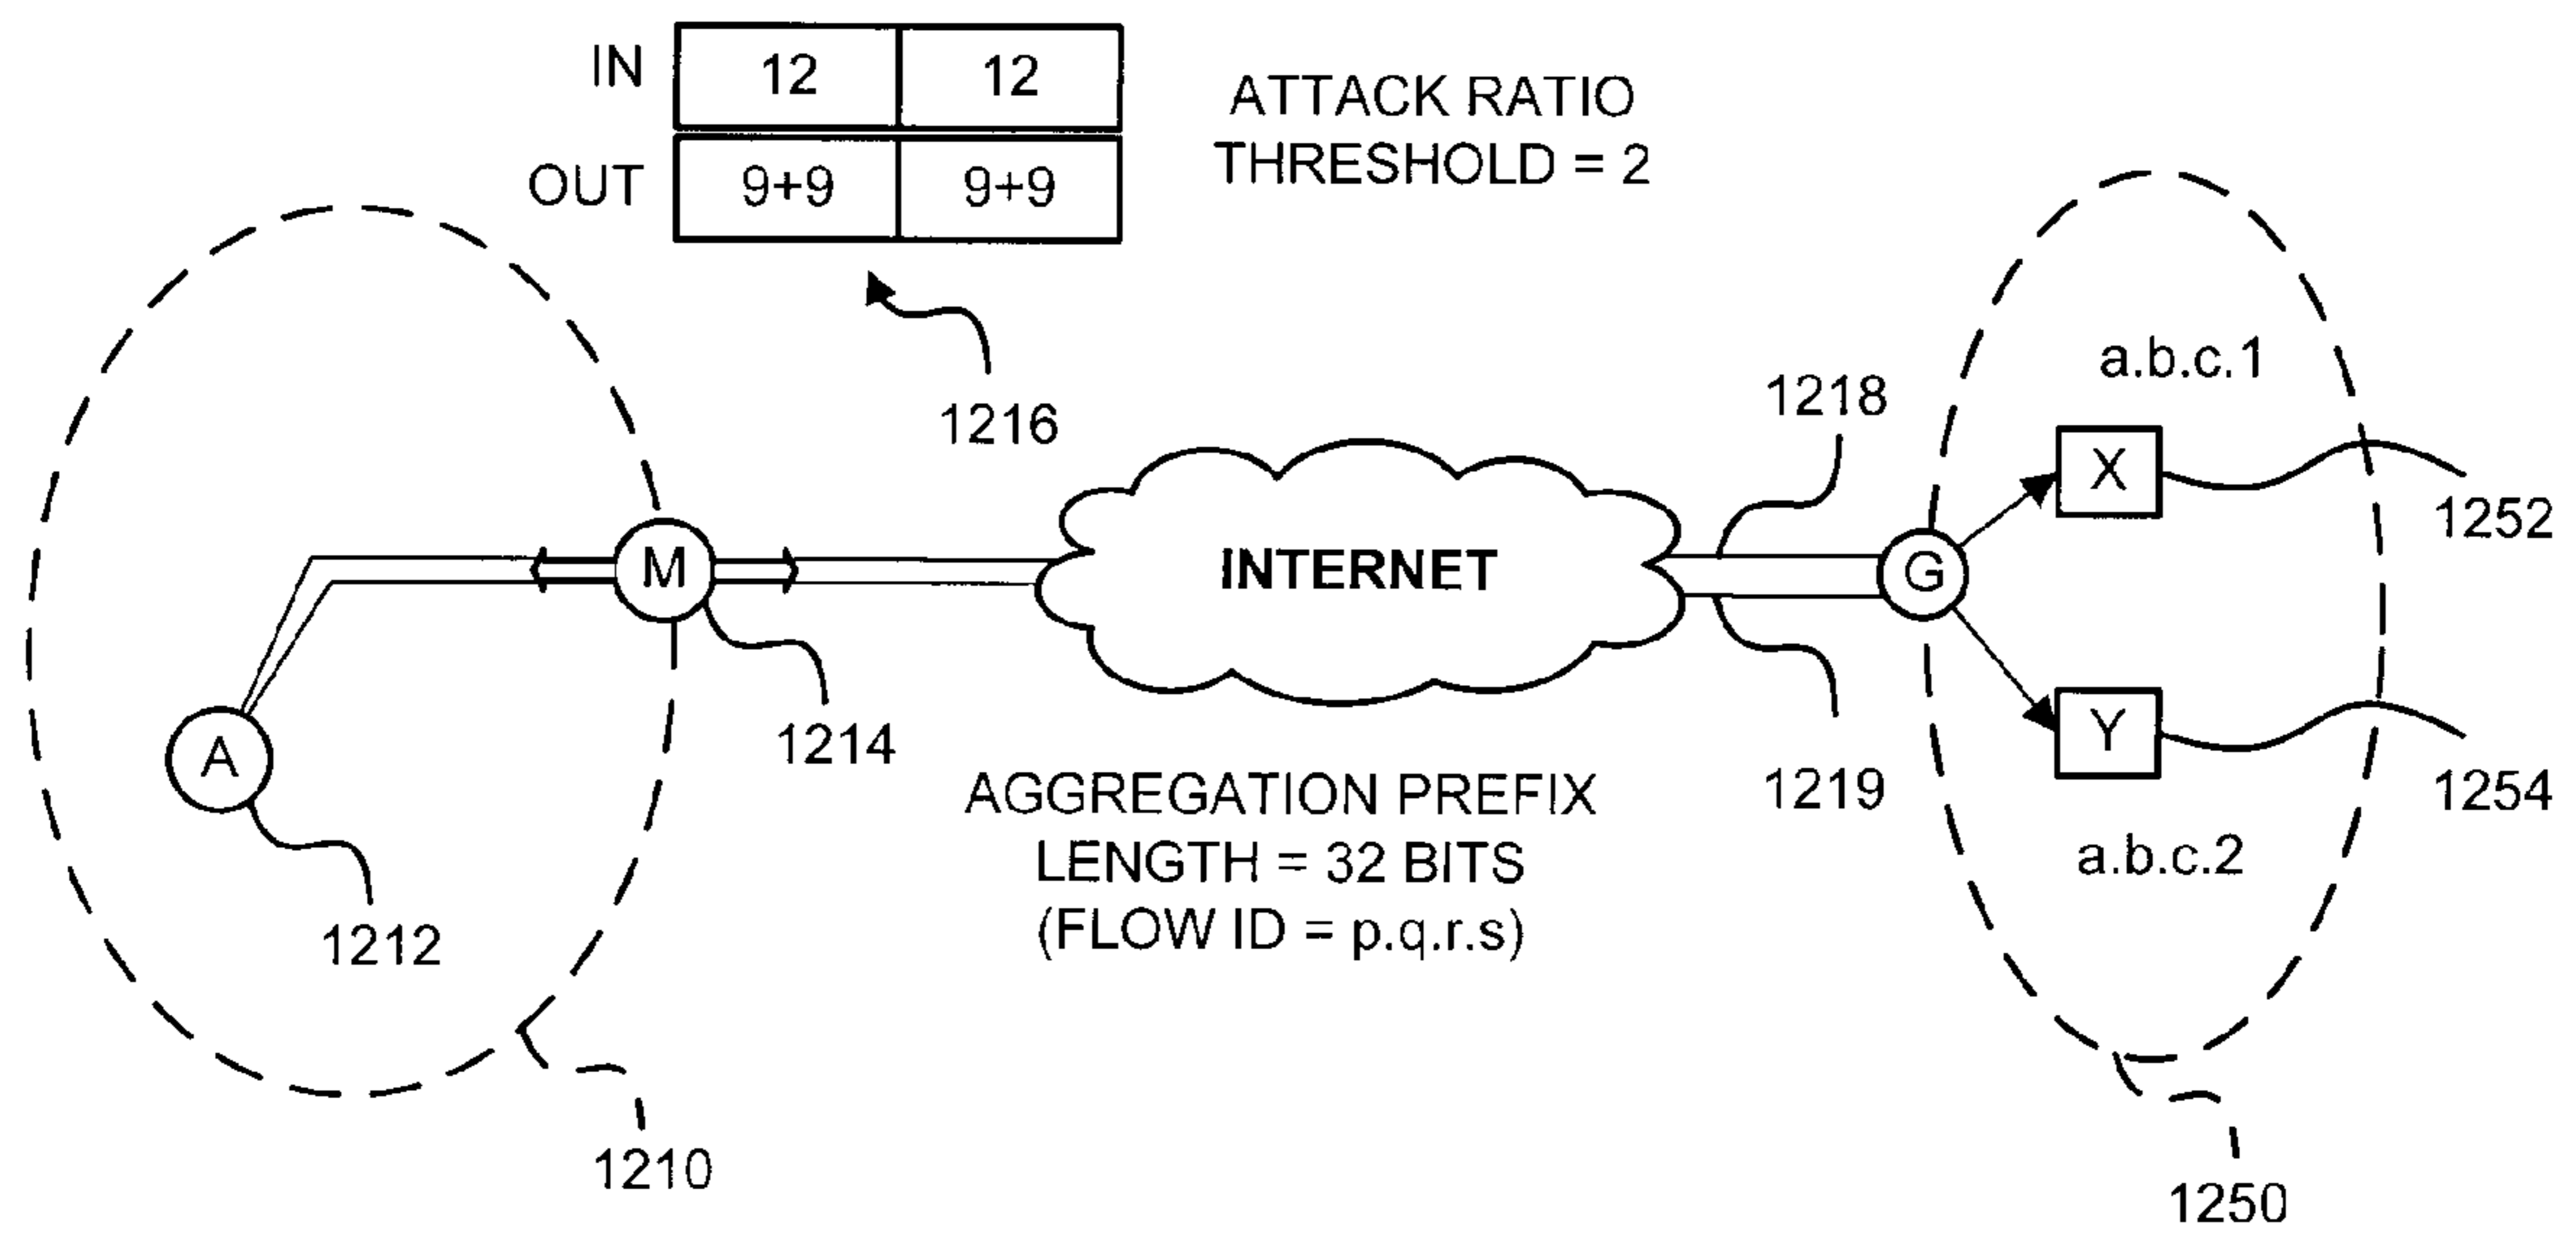 IN 12 12
OUT 9+9 9+9
ATTACK RATIO
THRESHOLD = 2
1216
1218
a.b.c.1
X
1252
M
INTERNET
G
1214
A
1212
AGGREGATION PREFIX
LENGTH = 32 BITS
(FLOW ID = p.q.r.s)
1219
Y
1254
a.b.c.2
1210
1250